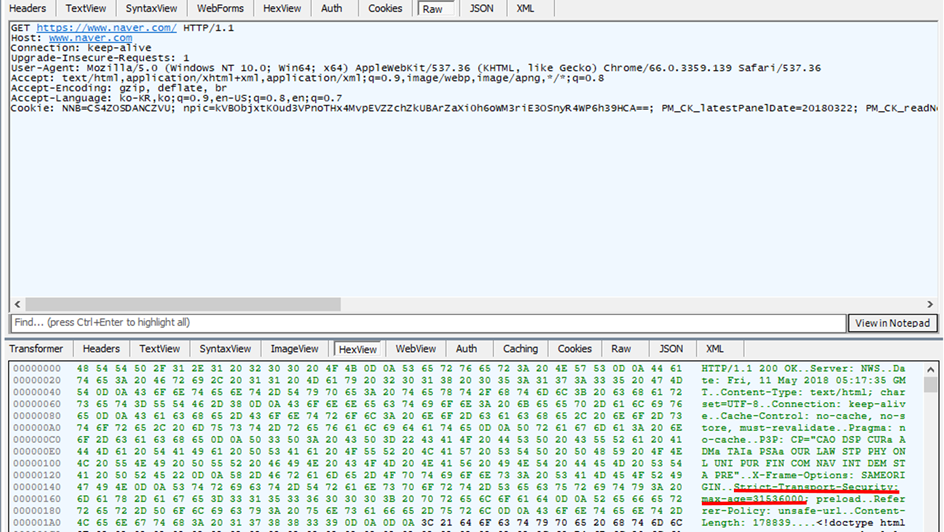 Headers TextView SyntaxView WebForms HexView Auth Cookies Raw JSON XML
GET https://www.naver.com/ HTTP/1.1
Host: www.naver.com
Connection: keep-alive
Upgrade-Insecure-Requests: 1
User-Agent: Mozilla/5.0 (Windows NT 10.0; Win64; x64) AppleWebKit/537.36 (KHTML, like Gecko) Chrome/66.0.3359.139 Safari/537.36
Accept: text/html,application/xhtml+xml,application/xml;q=0.9,image/webp,image/apng,*/*;q=0.8
Accept-Encoding: gzip, deflate, br
Accept-Language: ko-KR,ko;q=0.9,en-US;q=0.8,en;q=0.7
Cookie: PM_CK_latestPanelDate=20180322;
Find... (press Ctrl+Enter to highlight all) View in Notepad
Transformer Headers TextView SyntaxView ImageView HexView WebView Auth Caching Cookies Raw JSON XML
00000000 48 54 54 50 2F 31 2E 31 20 32 30 30 20 4F 4B 0D 0A 53 65 72 76 65 72 3A 20 4E 57 53 0D 0A 44 61 HTTP/1.1 200 OK..Server: NWS..Da
00000020 74 65 3A 20 46 72 69 2C 20 31 31 20 4D 61 79 20 32 30 31 38 20 30 35 3A 31 37 3A 33 35 20 47 4D te: Fri, 11 May 2018 05:17:35 GM
00000040 54 0D 0A 43 6F 6E 74 65 6E 74 2D 54 79 70 65 3A 20 74 65 78 74 2F 68 74 6D 6C 3B 20 63 68 61 72 T..Content-Type: text/html; char
00000060 73 65 74 3D 55 54 46 2D 38 0D 0A 43 6F 6E 6E 65 63 74 69 6F 6E 3A 20 6B 65 65 70 2D 61 6C 69 76 set=UTF-8..Connection: keep-aliv
00000080 65 0D 0A 43 61 63 68 65 2D 43 6F 6E 74 72 6F 6C 3A 20 6E 6F 2D 63 61 63 68 65 2C 20 6E 6F 2D 73 e..Cache-Control: no-cache, no-s
000000A0 74 6F 72 65 2C 20 6D 75 73 74 2D 72 65 76 61 6C 69 64 61 74 65 0D 0A 50 72 61 67 6D 61 3A 20 6E tore, must-revalidate..Pragma: n
000000C0 6F 2D 63 61 63 68 65 0D 0A 50 33 50 3A 20 43 50 3D 22 43 41 4F 20 44 53 50 20 43 55 52 61 20 41 o-cache..P3P: CP="CAO DSP CURa A
000000E0 44 4D 61 20 54 41 49 61 20 50 53 41 61 20 4F 55 52 20 4C 41 57 20 53 54 50 20 50 48 59 20 4F 4E DMa TAIa PSAa OUR LAW STP PHY ON
00000100 4C 20 55 4E 49 20 50 55 52 20 46 49 4E 20 43 4F 4D 20 4E 41 56 20 49 4E 54 20 44 45 4D 20 53 54 L UNI PUR FIN COM NAV INT DEM ST
00000120 41 20 50 52 45 22 0D 0A 58 2D 46 72 61 6D 65 2D 4F 70 74 69 6F 6E 73 3A 20 53 41 4D 45 4F 52 49 A PRE"..X-Frame-Options: SAMEORI
00000140 47 49 4E 0D 0A 53 74 72 69 63 74 2D 54 72 61 6E 73 70 6F 72 74 2D 53 65 63 75 72 69 74 79 3A 20 GIN..Strict-Transport-Security:
00000160 6D 61 78 2D 61 67 65 3D 33 31 35 33 36 30 30 30 3B 20 70 72 65 6C 6F 61 64 0D 0A 52 65 66 65 72 max-age=31536000; preload..Refer
00000180 72 65 72 2D 50 6F 6C 69 63 79 3A 20 75 6E 73 61 66 65 2D 75 72 6C 0D 0A 43 6F 6E 74 65 6E 74 2D rer-Policy: unsafe-url..Content-
000001A0 4C 65 6E 67 74 68 3A 20 31 37 38 38 33 39 0D 0A 0D 0A 3C 21 64 6F 63 74 79 70 65 20 68 74 6D 6C Length: 178839....<!doctype html